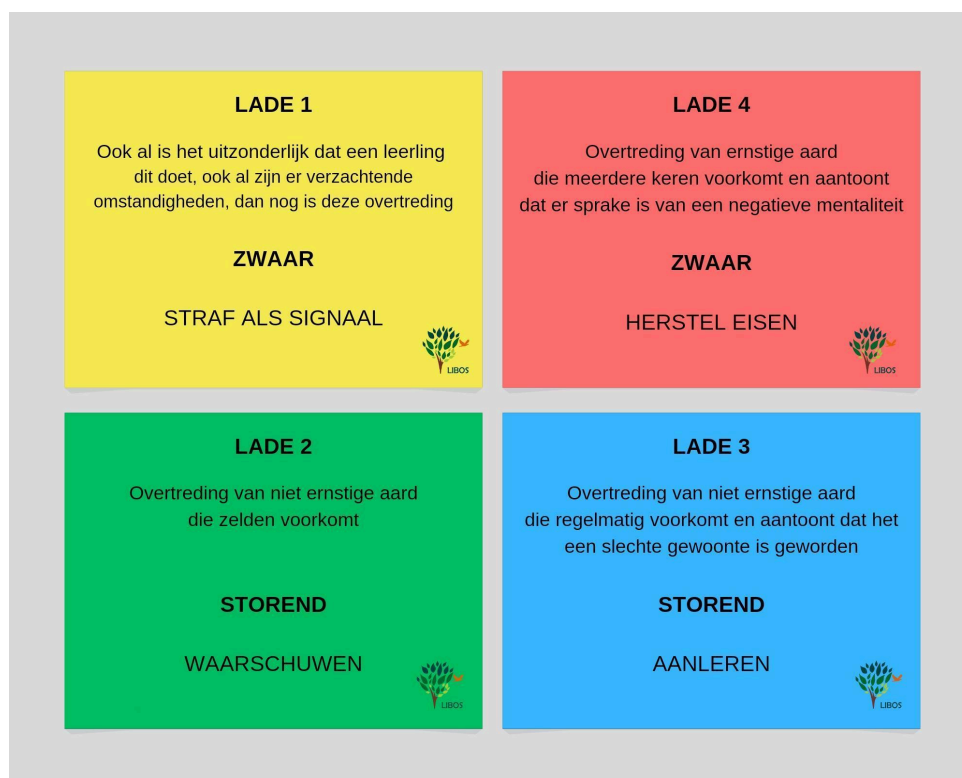 LADE 1
Ook al is het uitzonderlijk dat een leerling
dit doet, ook al zijn er verzachtende
omstandigheden, dan nog is deze overtreding
ZWAAR
STRAF ALS SIGNAAL
LIBOS
LADE 4
Overtreding van ernstige aard
die meerdere keren voorkomt en aantoont
dat er sprake is van een negatieve mentaliteit
ZWAAR
HERSTEL EISEN
LIBOS
LADE 2
Overtreding van niet ernstige aard
die zelden voorkomt
STOREND
WAARSCHUWEN
LIBOS
LADE 3
Overtreding van niet ernstige aard
die regelmatig voorkomt en aantoont dat het
een slechte gewoonte is geworden
STOREND
AANLEREN
LIBOS